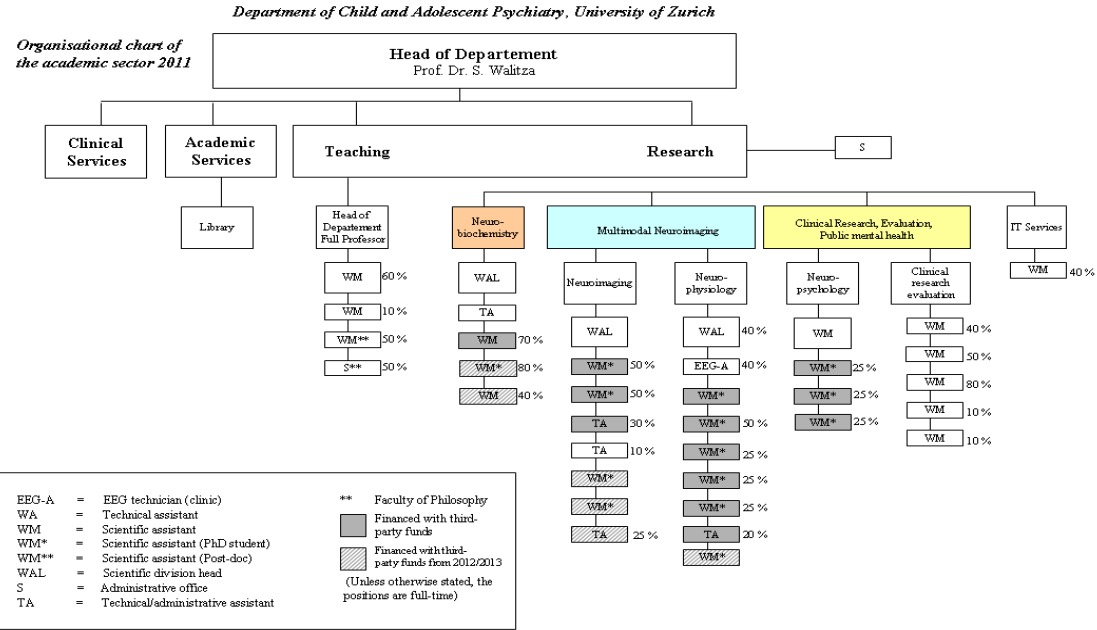 Department of Child and Adolescent Psychiatry, University of Zurich
Organisational chart of
the academic sector 2011
Head of Departement
Prof. Dr. S. Walitza
Clinical
Services
Academic
Services
Teaching
Research
S
Library
Head of
Departement
Full Professor
WM 60 %
WM 10 %
WM** 50 %
S** 50 %
Neuro-
biochemistry
WAL
TA
WM 70 %
WM* 80 %
WM 40 %
Multimodal Neuroimaging
Neuroimaging
WAL
WM* 50 %
WM* 50 %
TA 30 %
TA 10 %
WM*
WM*
TA 25 %
Neuro-
physiology
WAL 40 %
EEG-A 40 %
WM*
WM* 50 %
WM* 25 %
WM* 25 %
WM* 25 %
TA 20 %
WM*
Clinical Research, Evaluation,
Public mental health
Neuro-
psychology
WM
WM* 25 %
WM* 25 %
WM* 25 %
Clinical
research
evaluation
WM 40 %
WM 50 %
WM 80 %
WM 10 %
WM 10 %
IT Services
WM 40 %
EEG-A = EEG technician (clinic)
WA = Technical assistant
WM = Scientific assistant
WM* = Scientific assistant (PhD student)
WM** = Scientific assistant (Post-doc)
WAL = Scientific division head
S = Administrative office
TA = Technical/administrative assistant
** Faculty of Philosophy
Financed with third-
party funds
Financed with third-
party funds from 2012/2013
(Unless otherwise stated, the
positions are full-time)